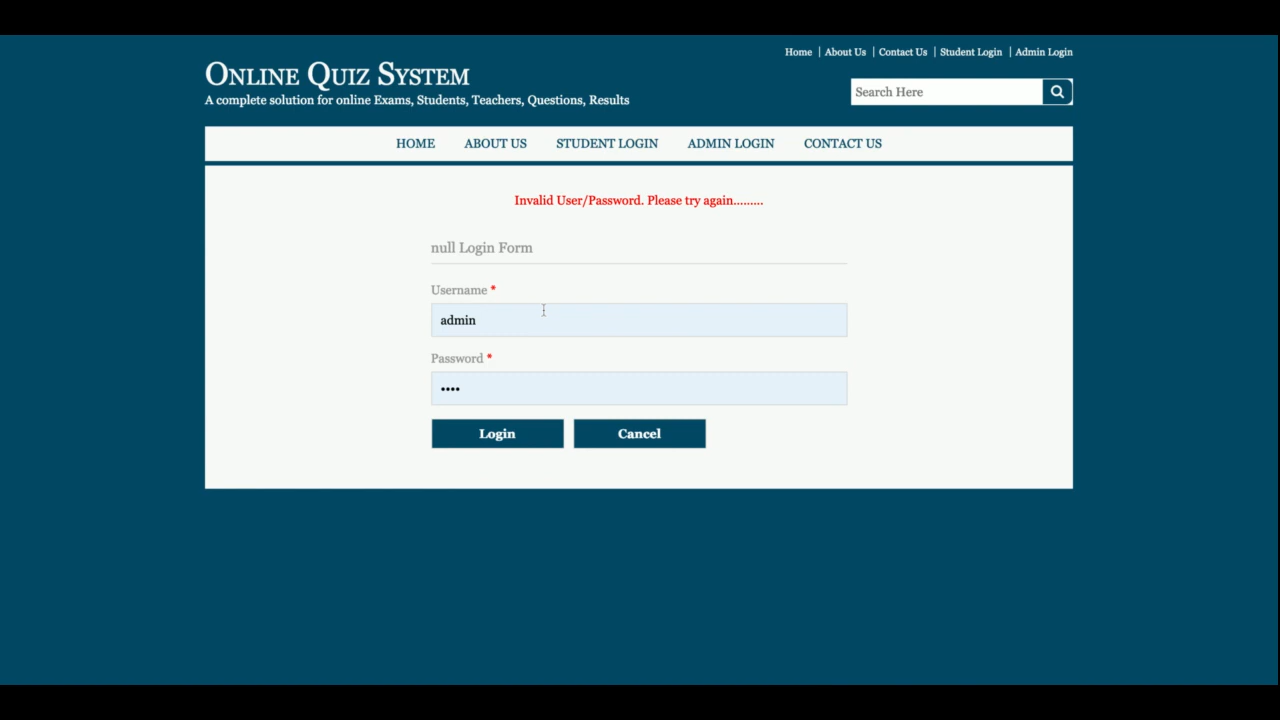 Home | About Us | Contact Us | Student Login | Admin Login
Online Quiz System
A complete solution for online Exams, Students, Teachers, Questions, Results
Search Here
HOME ABOUT US STUDENT LOGIN ADMIN LOGIN CONTACT US
Invalid User/Password. Please try again.........
null Login Form
Username *
admin
Password *
••••
Login Cancel